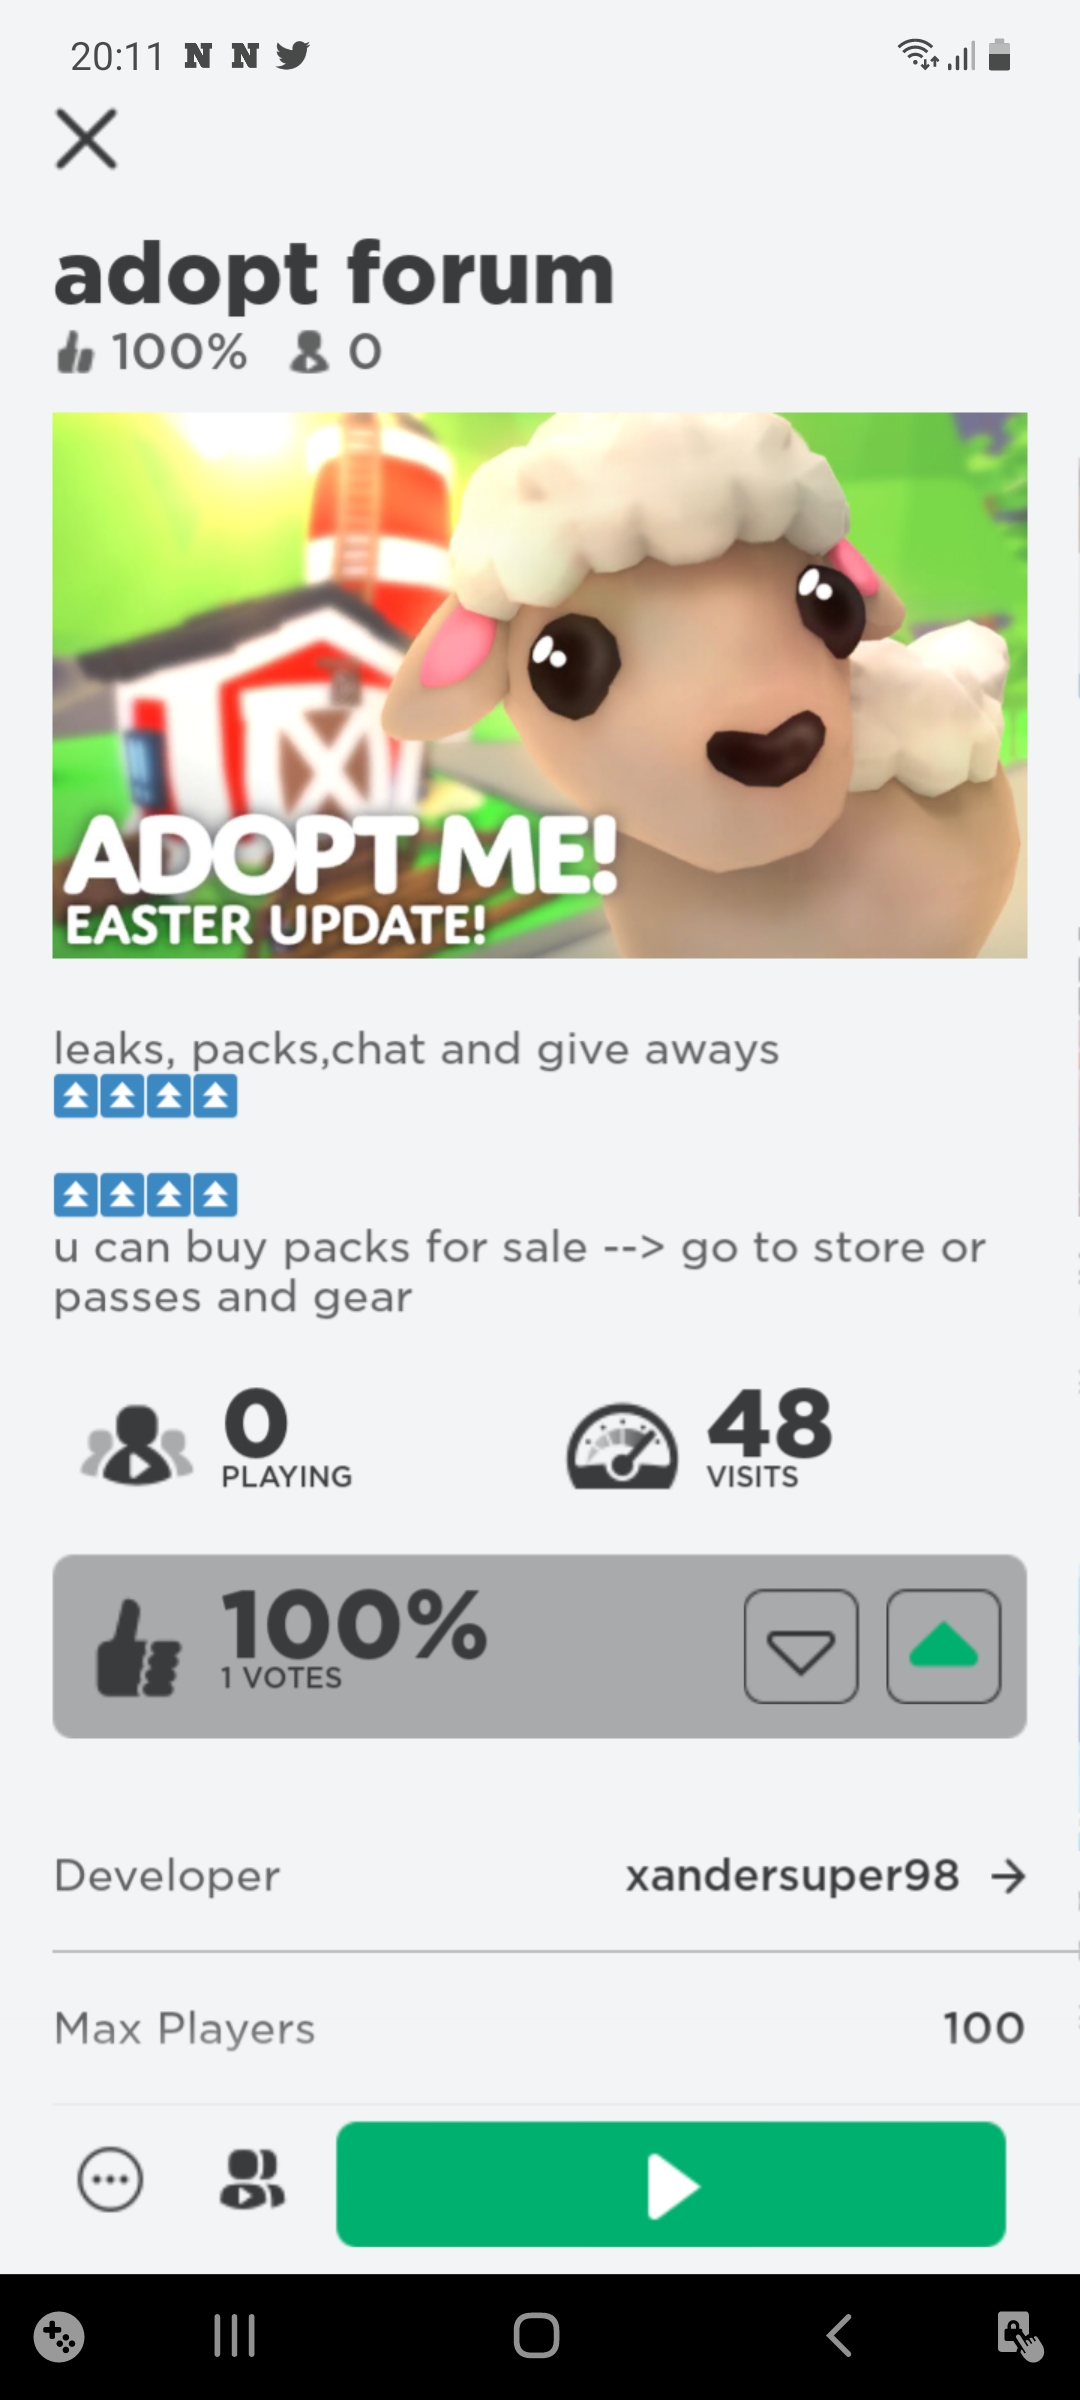 20:11 N N
adopt forum
100% 0
ADOPT ME!
EASTER UPDATE!
leaks, packs,chat and give aways
⏫⏫⏫⏫
⏫⏫⏫⏫
u can buy packs for sale --> go to store or
passes and gear
0
PLAYING
48
VISITS
100%
1 VOTES
Developer xandersuper98 →
Max Players 100